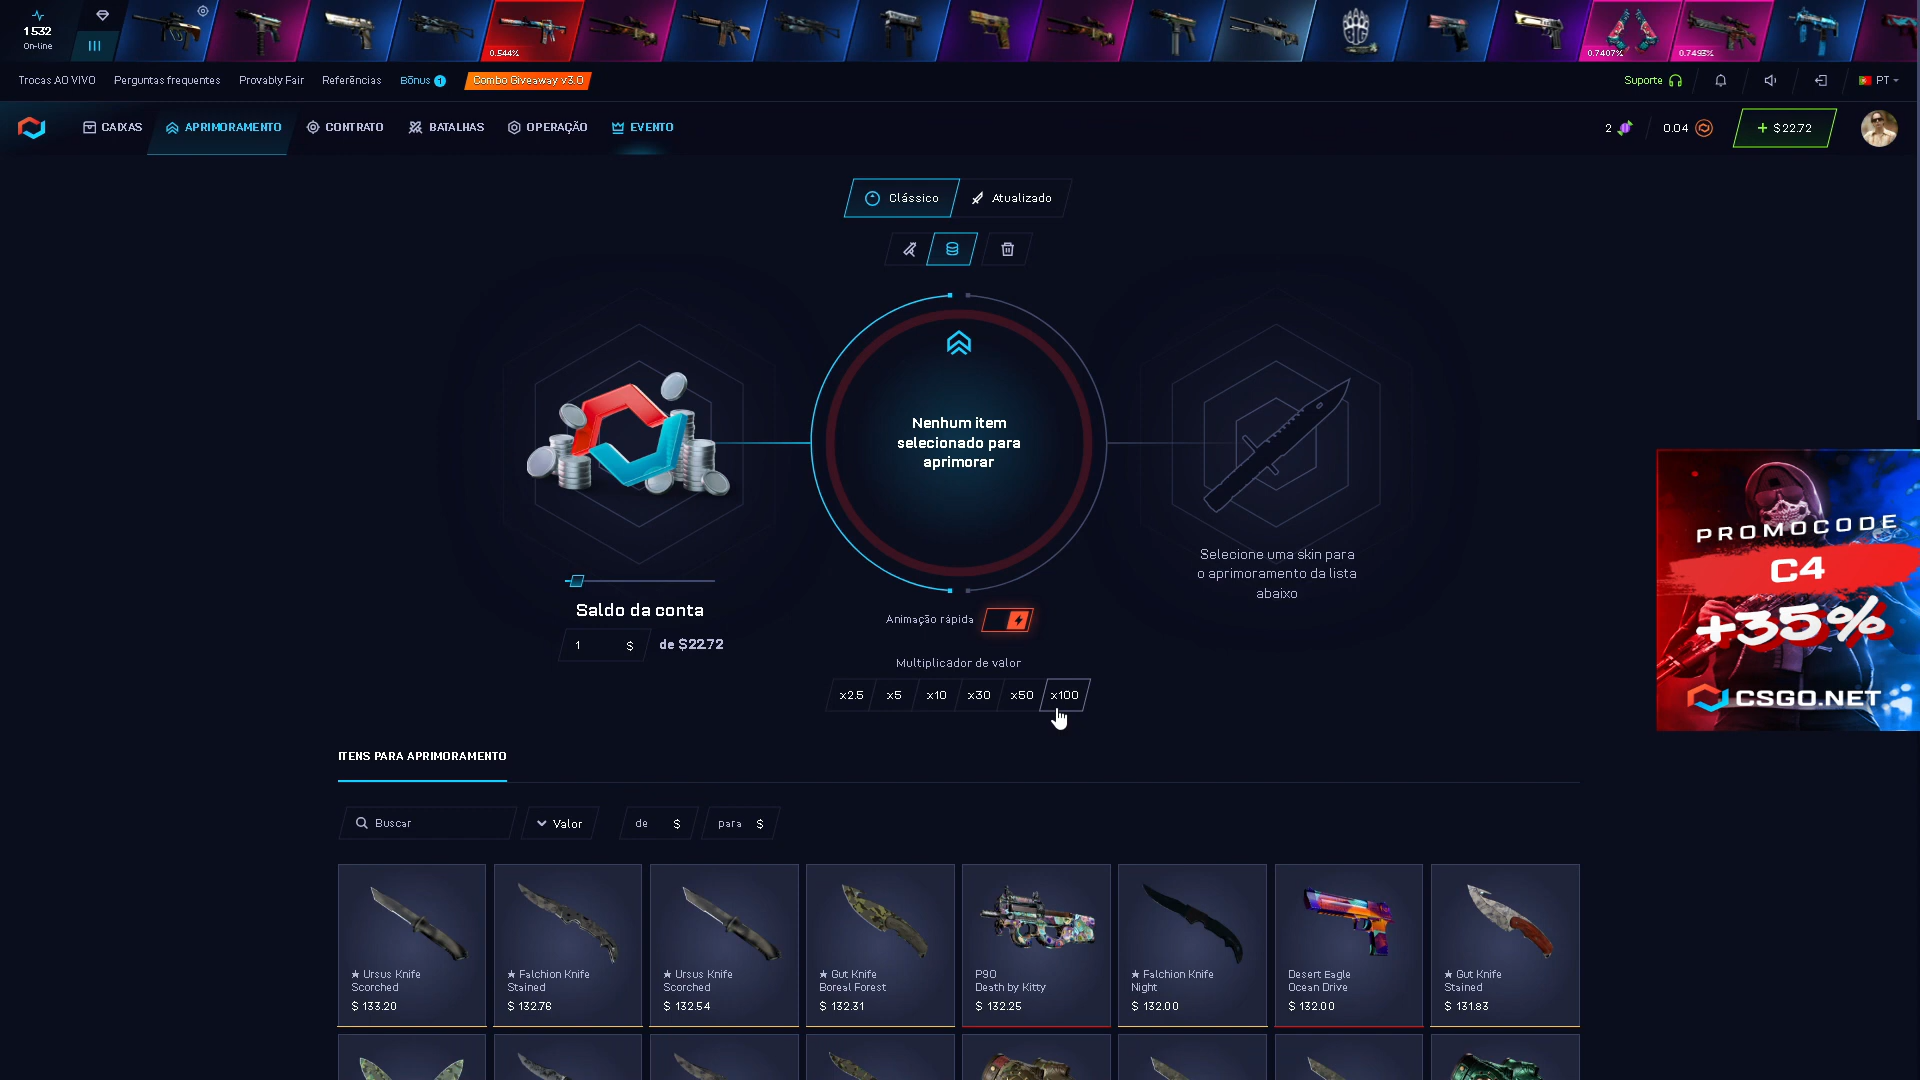 1 532
On-line
0.544%
0.7407%
0.7493%
Trocas AO VIVO
Perguntas frequentes
Provably Fair
Referências
Bônus 1
Combo Giveaway v3.0
Suporte
PT
CAIXAS
APRIMORAMENTO
CONTRATO
BATALHAS
OPERAÇÃO
EVENTO
2
0.04
+ $ 22.72
Clássico
Atualizado
Nenhum item
selecionado para
aprimorar
Selecione uma skin para
o aprimoramento da lista
abaixo
Saldo da conta
1 $ de $22.72
Animação rápida
Multiplicador de valor
x2.5 x5 x10 x30 x50 x100
PROMOCODE
C4
+35%
CSGO.NET
ITENS PARA APRIMORAMENTO
Buscar
Valor
de $
para $
★ Ursus Knife
Scorched
$ 133.20
★ Falchion Knife
Stained
$ 132.76
★ Ursus Knife
Scorched
$ 132.54
★ Gut Knife
Boreal Forest
$ 132.31
P90
Death by Kitty
$ 132.25
★ Falchion Knife
Night
$ 132.00
Desert Eagle
Ocean Drive
$ 132.00
★ Gut Knife
Stained
$ 131.83